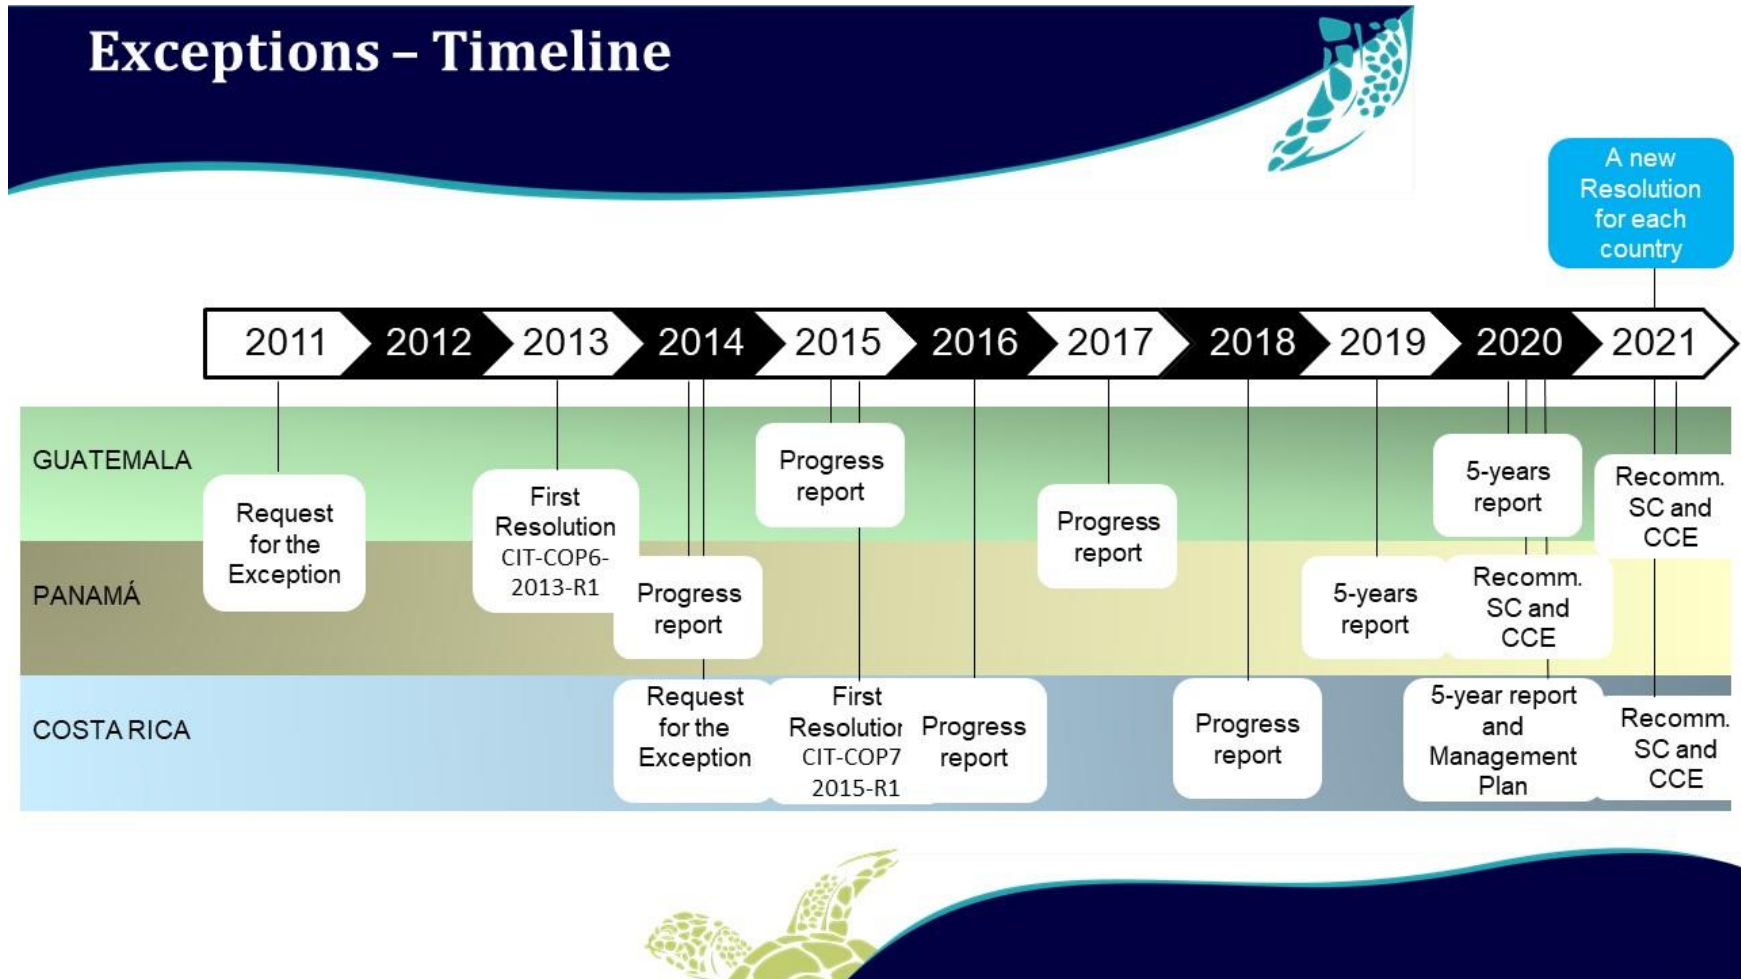 Exceptions – Timeline
A new
Resolution
for each
country
2011
2012
2013
2014
2015
2016
2017
2018
2019
2020
2021
GUATEMALA
Request
for the
Exception
First
Resolution
CIT-COP6-
2013-R1
Progress
report
Progress
report
5-years
report
Recomm.
SC and
CCE
PANAMÁ
Progress
report
5-years
report
Recomm.
SC and
CCE
COSTA RICA
Request
for the
Exception
First
Resolution
CIT-COP7
2015-R1
Progress
report
Progress
report
5-year report
and
Management
Plan
Recomm.
SC and
CCE